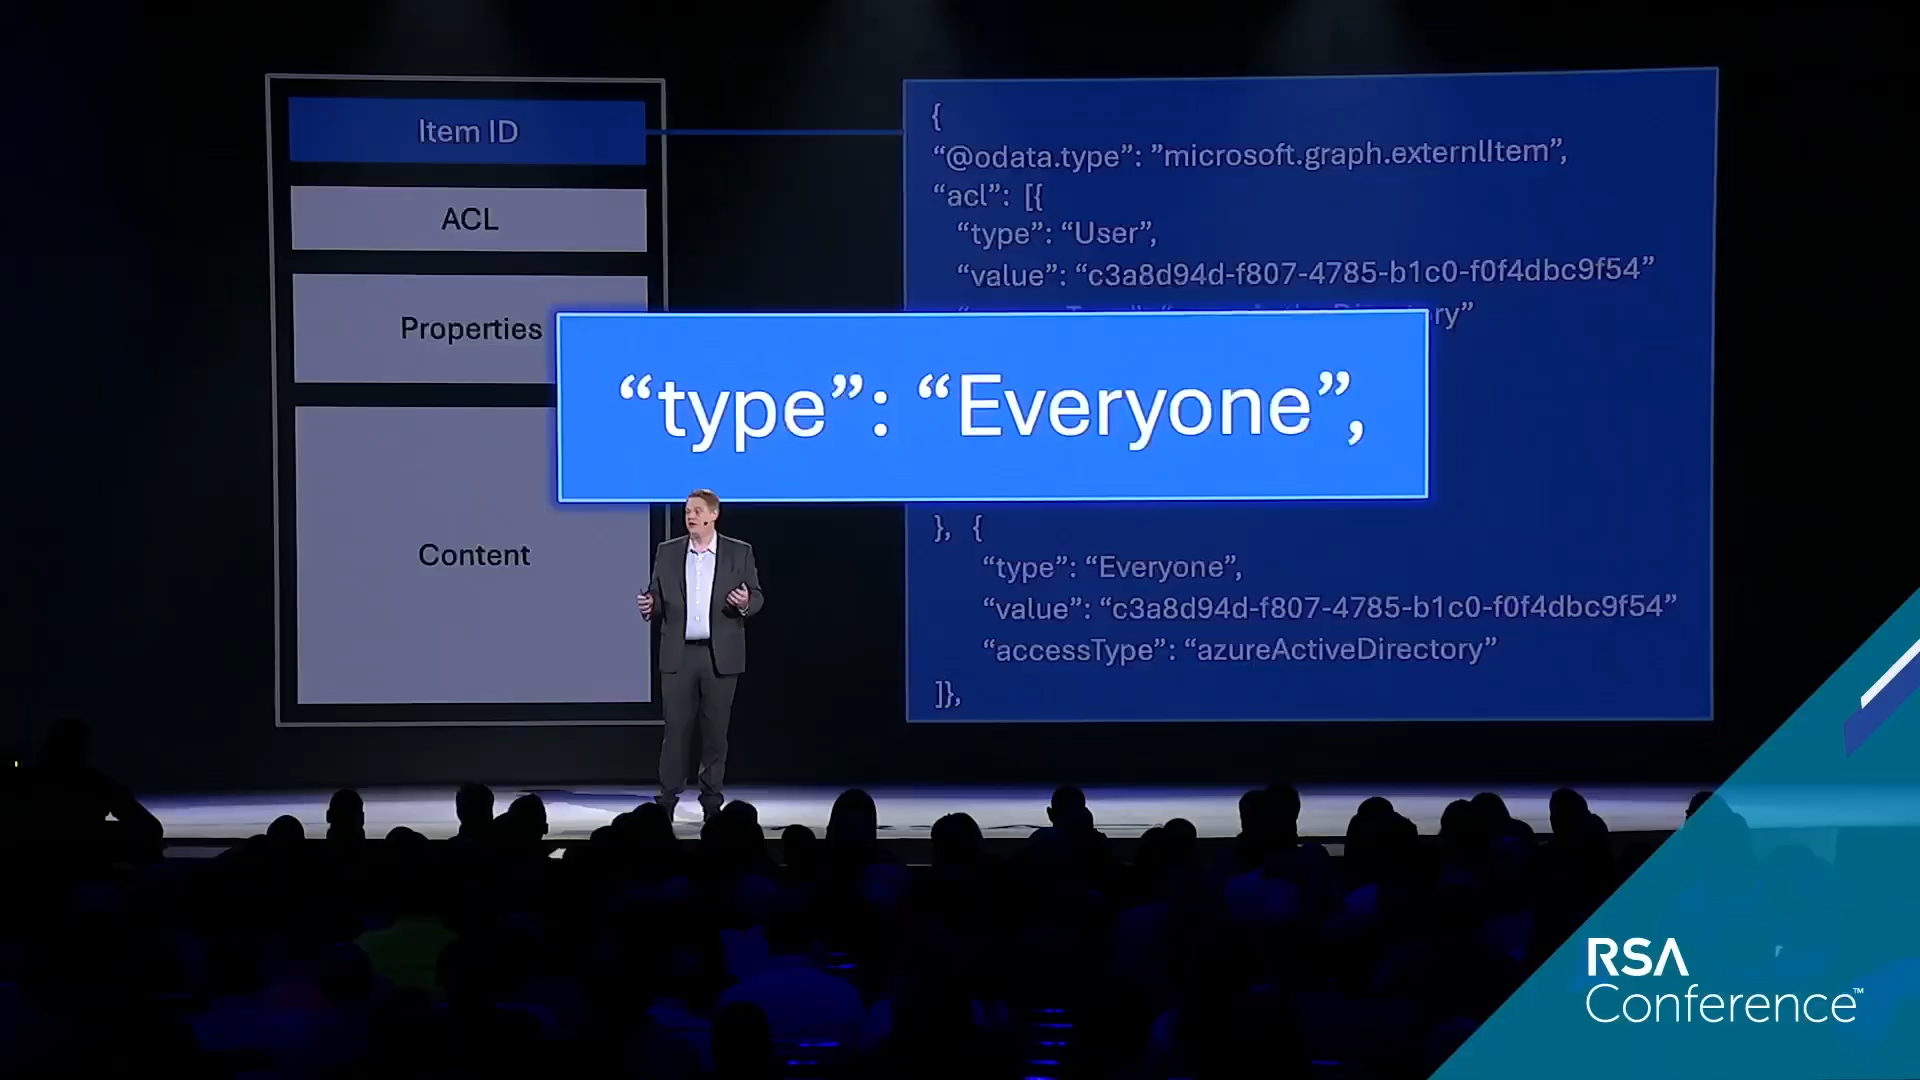 Item ID
ACL
Properties
Content
{
“@odata.type”: ”microsoft.graph.externlItem”,
“acl”: [{
“type”: “User”,
“value”: “c3a8d94d-f807-4785-b1c0-f0f4dbc9f54”
“type”: “Everyone”,
}, {
“type”: “Everyone”,
“value”: “c3a8d94d-f807-4785-b1c0-f0f4dbc9f54”
“accessType”: “azureActiveDirectory”
]},
RSA
Conference™